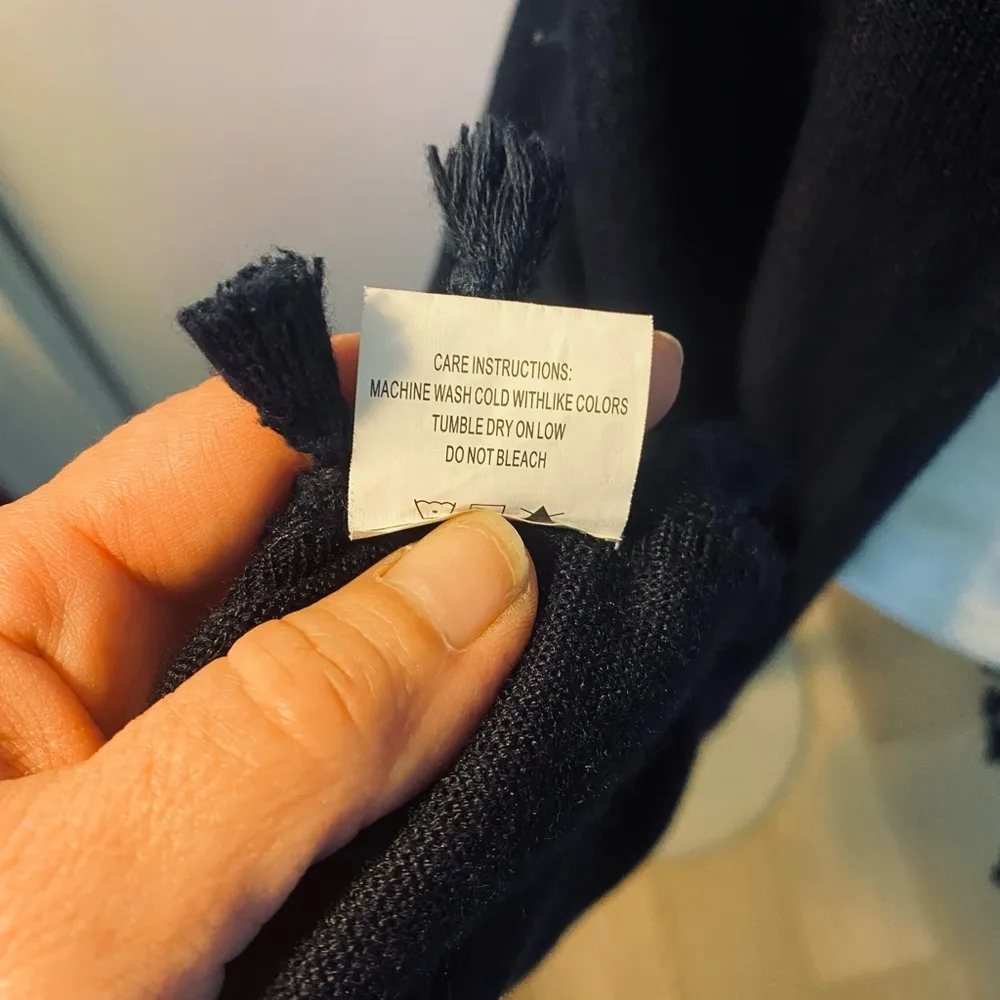 CARE INSTRUCTIONS:
MACHINE WASH COLD WITHLIKE COLORS
TUMBLE DRY ON LOW
DO NOT BLEACH